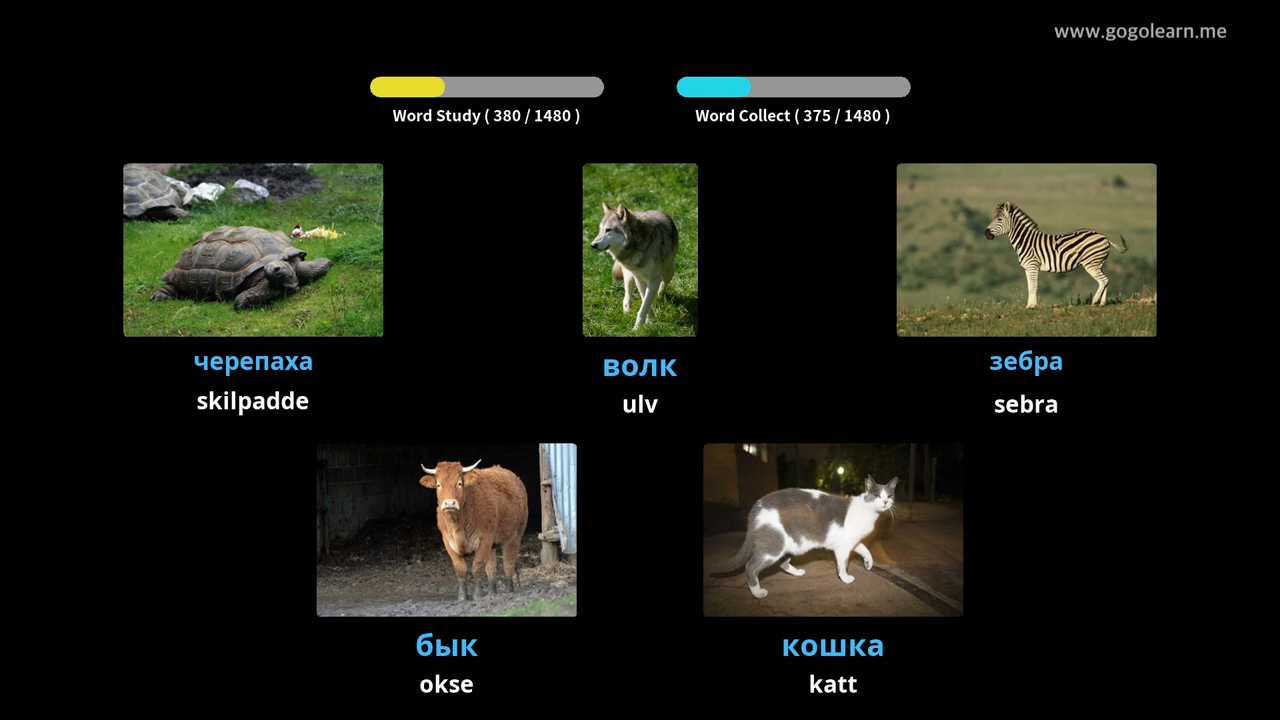 www.gogolearn.me
Word Study ( 380 / 1480 )
Word Collect ( 375 / 1480 )
черепаха
skilpadde
волк
ulv
зебра
sebra
бык
okse
кошка
katt